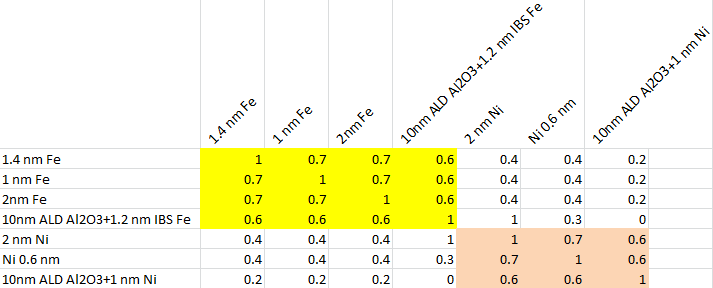 1.4 nm Fe
1 nm Fe
2nm Fe
10nm ALD Al2O3+1.2 nm IBS Fe
2 nm Ni
Ni 0.6 nm
10nm ALD Al2O3+1 nm Ni
1.4 nm Fe 1 0.7 0.7 0.6 0.4 0.4 0.2
1 nm Fe 0.7 1 0.7 0.6 0.4 0.4 0.2
2nm Fe 0.7 0.7 1 0.6 0.4 0.4 0.2
10nm ALD Al2O3+1.2 nm IBS Fe 0.6 0.6 0.6 1 1 0.3 0
2 nm Ni 0.4 0.4 0.4 1 1 0.7 0.6
Ni 0.6 nm 0.4 0.4 0.4 0.3 0.7 1 0.6
10nm ALD Al2O3+1 nm Ni 0.2 0.2 0.2 0 0.6 0.6 1